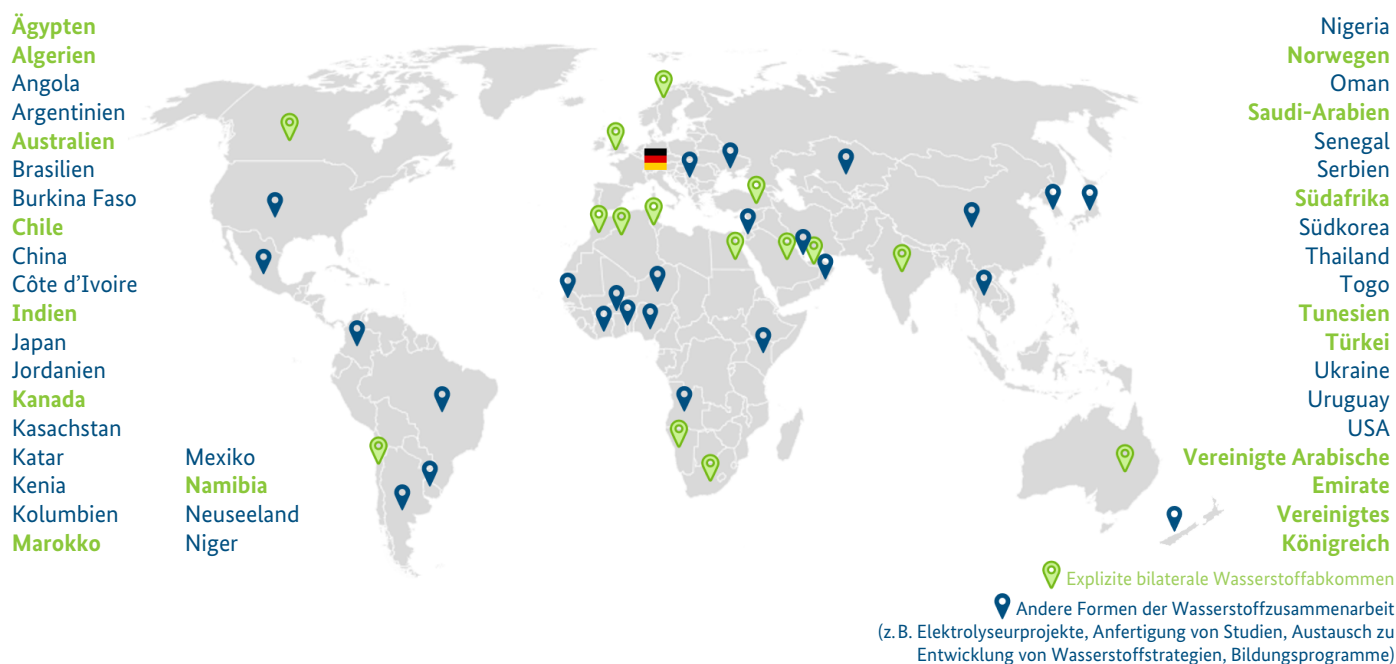 Ägypten
Algerien
Angola
Argentinien
Australien
Brasilien
Burkina Faso
Chile
China
Côte d’Ivoire
Indien
Japan
Jordanien
Kanada
Kasachstan
Katar
Kenia
Kolumbien
Marokko
Mexiko
Namibia
Neuseeland
Niger
Nigeria
Norwegen
Oman
Saudi-Arabien
Senegal
Serbien
Südafrika
Südkorea
Thailand
Togo
Tunesien
Türkei
Ukraine
Uruguay
USA
Vereinigte Arabische
Emirate
Vereinigtes
Königreich
Explizite bilaterale Wasserstoffabkommen
Andere Formen der Wasserstoffzusammenarbeit
(z. B. Elektrolyseurprojekte, Anfertigung von Studien, Austausch zu
Entwicklung von Wasserstoffstrategien, Bildungsprogramme)